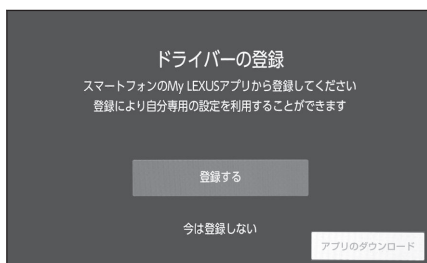 ドライバーの登録
スマートフォンのMy LEXUSアプリから登録してください
登録により自分専用の設定を利用することができます
登録する
今は登録しない
アプリのダウンロード